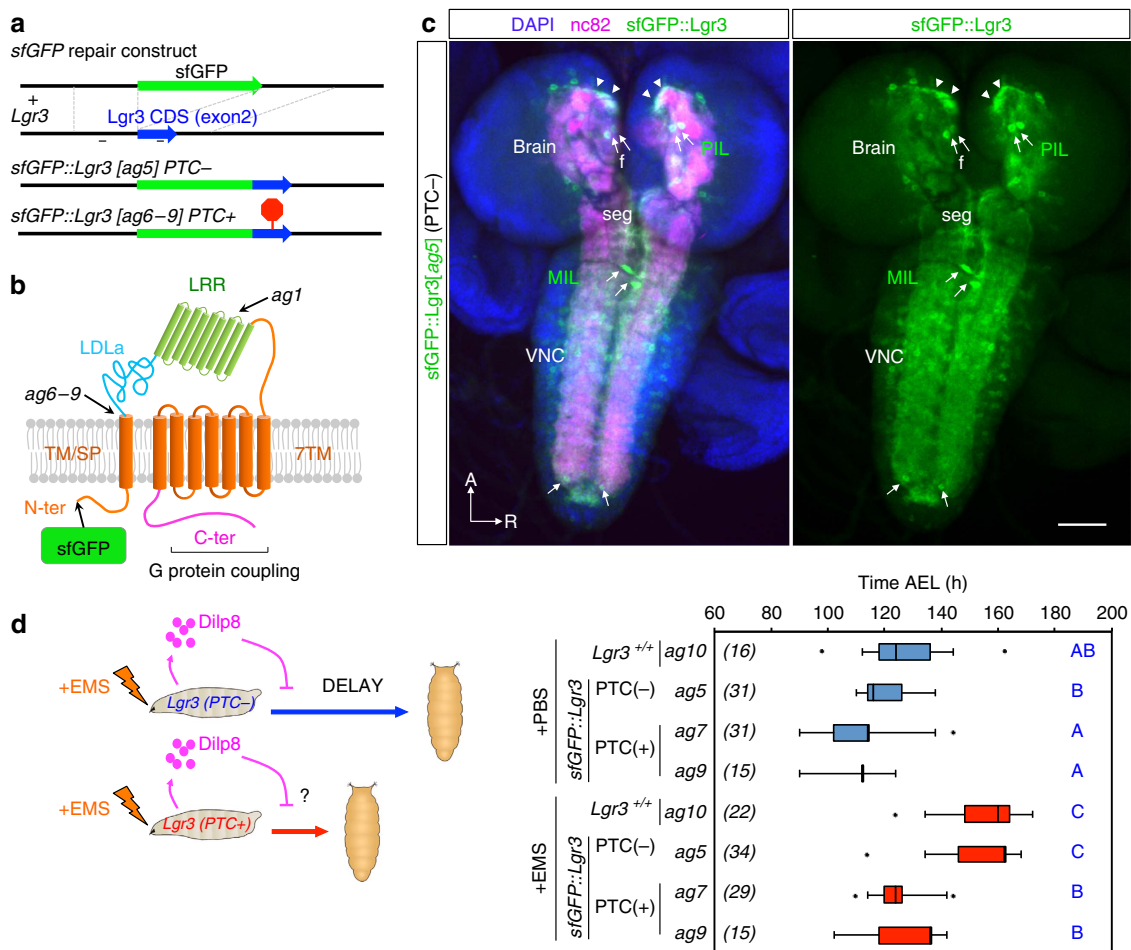 a
sfGFP repair construct
sfGFP
+
Lgr3
Lgr3 CDS (exon2)
– –
sfGFP::Lgr3 [ag5] PTC–
sfGFP::Lgr3 [ag6–9] PTC+
b
LRR
ag1
LDLa
ag6–9
TM/SP
7TM
N-ter
sfGFP
C-ter
G protein coupling
c
DAPI nc82 sfGFP::Lgr3
sfGFP::Lgr3
sfGFP::Lgr3[ag5] (PTC–)
Brain
f
PIL
seg
MIL
VNC
A
R
Brain
PIL
f
seg
MIL
VNC
d
Dilp8
+EMS
Lgr3 (PTC–)
DELAY
Dilp8
+EMS
?
Lgr3 (PTC+)
Time AEL (h)
60 80 100 120 140 160 180 200
+PBS
Lgr3 +/+ ag10 (16) AB
sfGFP::Lgr3
PTC(–) ag5 (31) B
PTC(+) ag7 (31) A
ag9 (15) A
+EMS
Lgr3 +/+ ag10 (22) C
sfGFP::Lgr3
PTC(–) ag5 (34) C
PTC(+) ag7 (29) B
ag9 (15) B